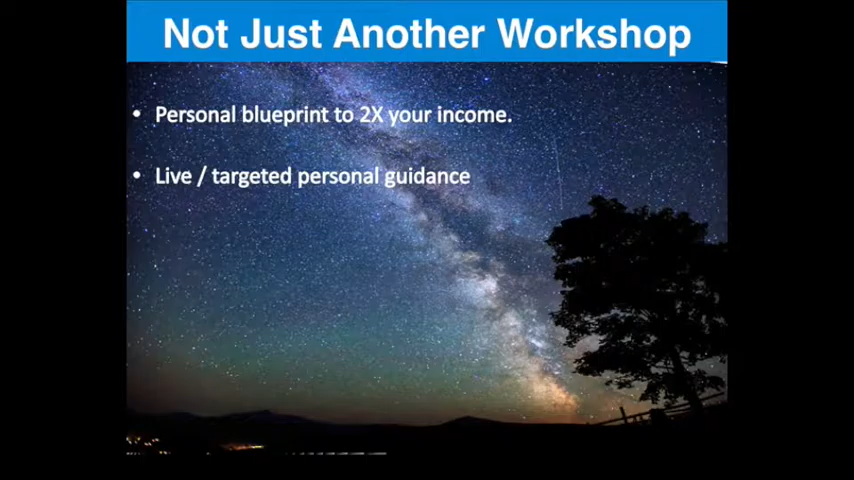 Not Just Another Workshop
• Personal blueprint to 2X your income.
• Live / targeted personal guidance